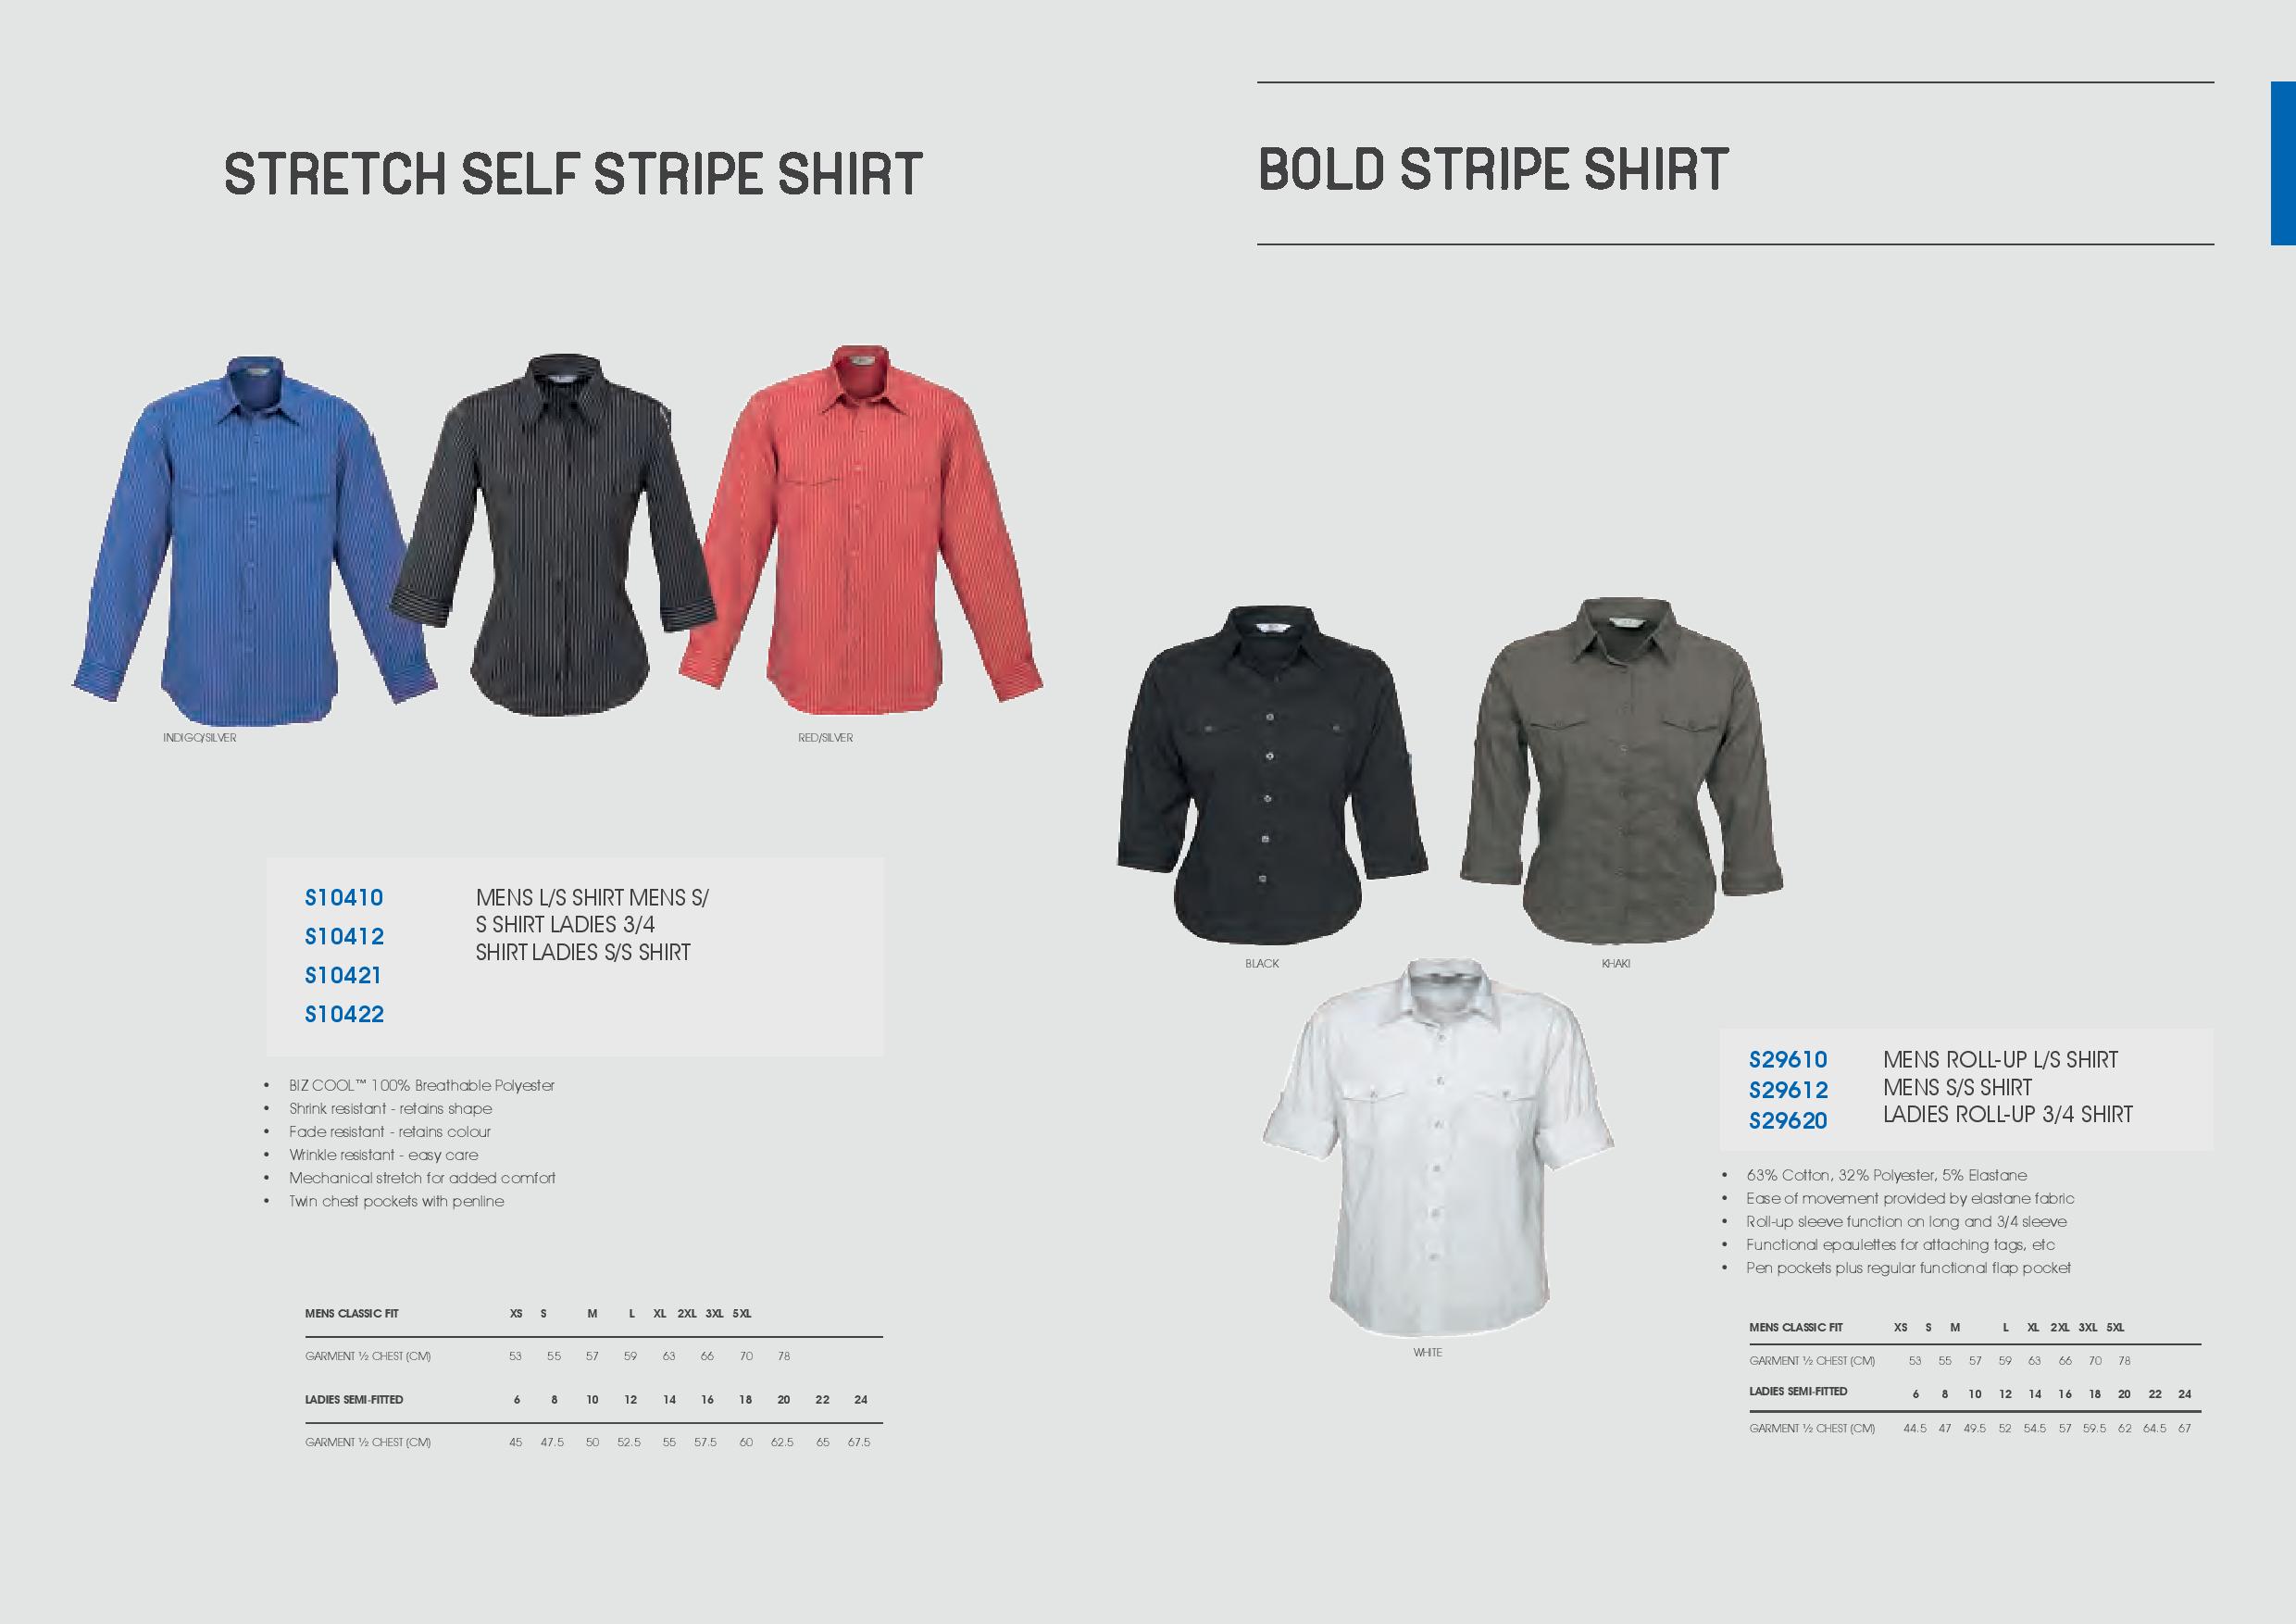 STRETCH SELF STRIPE SHIRT
INDIGO/SILVER
RED/SILVER
S10410
S10412
S10421
S10422
MENS L/S SHIRT MENS S/
S SHIRT LADIES 3/4
SHIRT LADIES S/S SHIRT
• BIZ COOL™ 100% Breathable Polyester
• Shrink resistant - retains shape
• Fade resistant - retains colour
• Wrinkle resistant - easy care
• Mechanical stretch for added comfort
• Twin chest pockets with penline
MENS CLASSIC FIT XS S M L XL 2XL 3XL 5XL
GARMENT ½ CHEST (CM) 53 55 57 59 63 66 70 78
LADIES SEMI-FITTED 6 8 10 12 14 16 18 20 22 24
GARMENT ½ CHEST (CM) 45 47.5 50 52.5 55 57.5 60 62.5 65 67.5
BOLD STRIPE SHIRT
BLACK
KHAKI
WHITE
S29610 MENS ROLL-UP L/S SHIRT
S29612 MENS S/S SHIRT
S29620 LADIES ROLL-UP 3/4 SHIRT
• 63% Cotton, 32% Polyester, 5% Elastane
• Ease of movement provided by elastane fabric
• Roll-up sleeve function on long and 3/4 sleeve
• Functional epaulettes for attaching tags, etc
• Pen pockets plus regular functional flap pocket
MENS CLASSIC FIT XS S M L XL 2XL 3XL 5XL
GARMENT ½ CHEST (CM) 53 55 57 59 63 66 70 78
LADIES SEMI-FITTED 6 8 10 12 14 16 18 20 22 24
GARMENT ½ CHEST (CM) 44.5 47 49.5 52 54.5 57 59.5 62 64.5 67